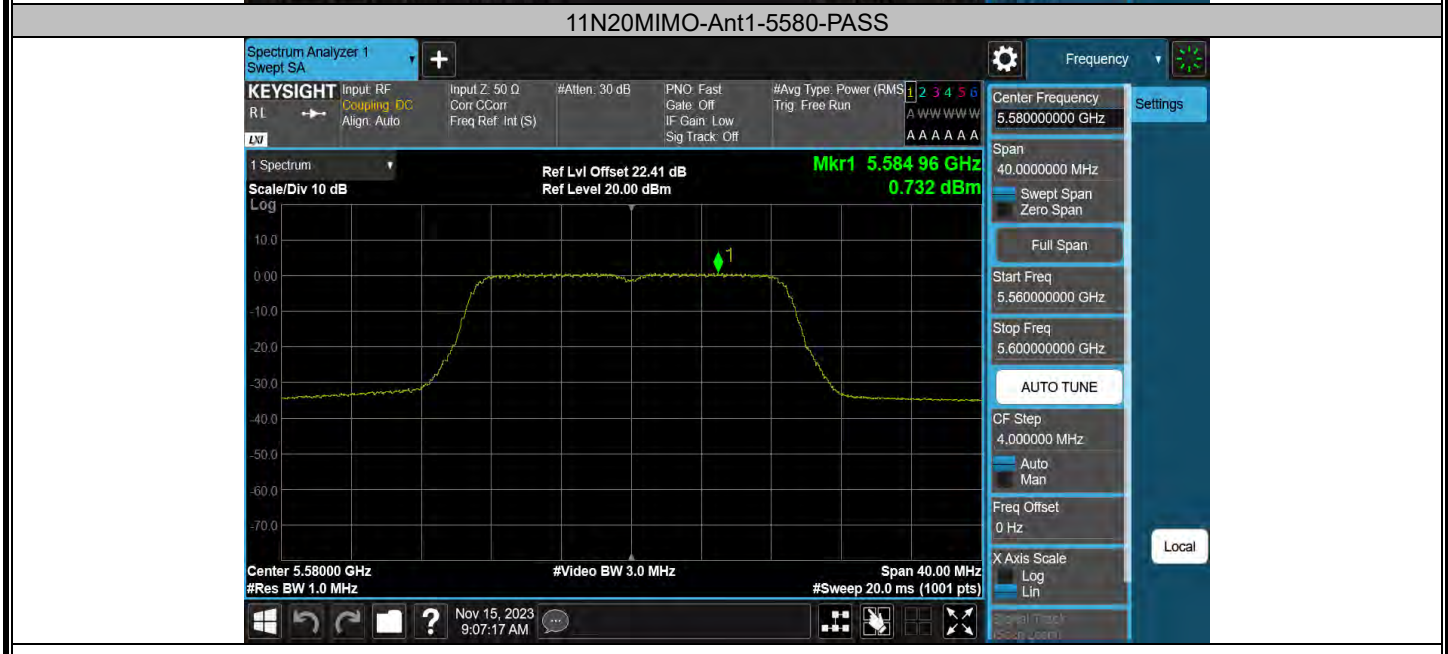 11N20MIMO-Ant1-5580-PASS
Spectrum Analyzer 1
Swept SA
+
Frequency
KEYSIGHT
RL
LXI
Input: RF
Coupling: DC
Align: Auto
Input Z: 50 Ω
Corr CCorr
Freq Ref: Int (S)
#Atten: 30 dB
PNO: Fast
Gate: Off
IF Gain: Low
Sig Track: Off
#Avg Type: Power (RMS
Trig: Free Run
1 2 3 4 5 6
A W W W W W
A A A A A A
Center Frequency
5.580000000 GHz
Settings
Span
40.0000000 MHz
Swept Span
Zero Span
Full Span
Start Freq
5.560000000 GHz
Stop Freq
5.600000000 GHz
AUTO TUNE
CF Step
4.000000 MHz
Auto
Man
Freq Offset
0 Hz
X Axis Scale
Log
Lin
Local
1 Spectrum
Scale/Div 10 dB
Log
Ref Lvl Offset 22.41 dB
Ref Level 20.00 dBm
Mkr1 5.584 96 GHz
0.732 dBm
1
10.0
0.00
-10.0
-20.0
-30.0
-40.0
-50.0
-60.0
-70.0
Center 5.58000 GHz
#Res BW 1.0 MHz
#Video BW 3.0 MHz
Span 40.00 MHz
#Sweep 20.0 ms (1001 pts)
?
Nov 15, 2023
9:07:17 AM